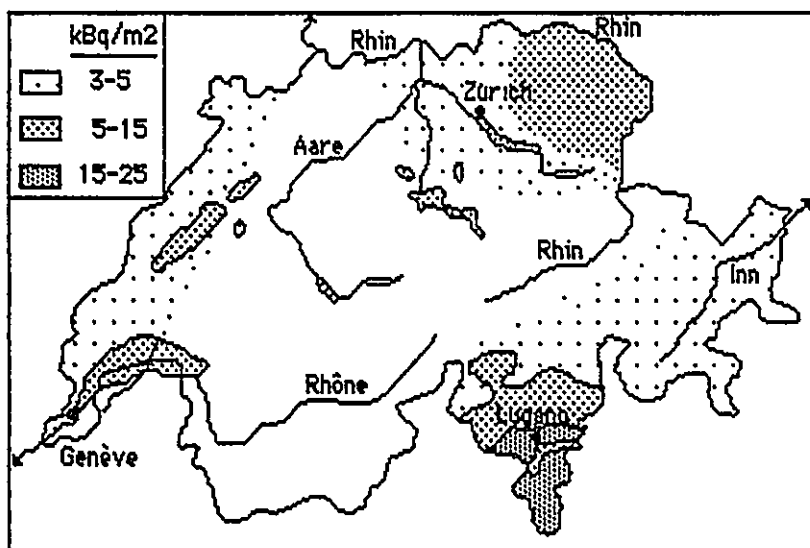 kBq/m2
3-5
5-15
15-25
Rhin
Rhin
Zürich
Aare
Rhin
Inn
Rhône
Lugano
Genève